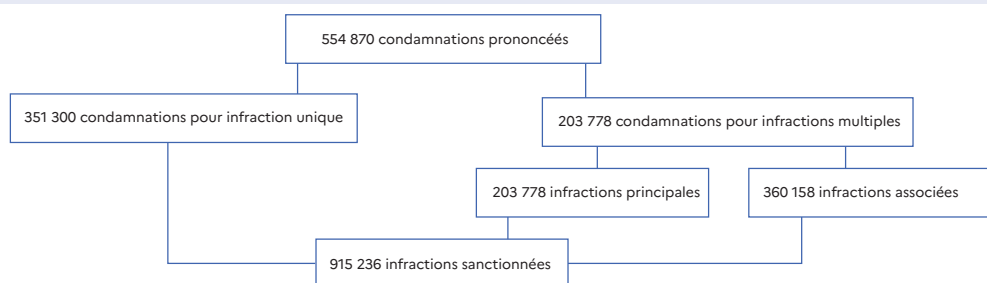 554 870 condamnations prononcéés
351 300 condamnations pour infraction unique
203 778 condamnations pour infractions multiples
203 778 infractions principales
360 158 infractions associées
915 236 infractions sanctionnées